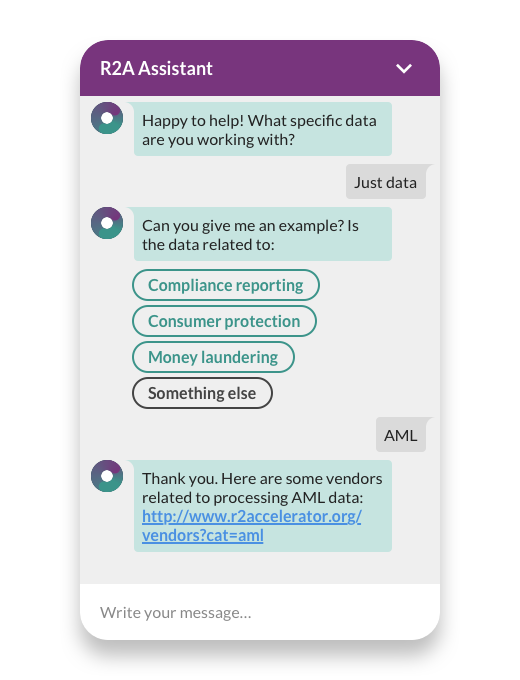 R2A Assistant
Happy to help! What specific data
are you working with?
Just data
Can you give me an example? Is
the data related to:
Compliance reporting
Consumer protection
Money laundering
Something else
AML
Thank you. Here are some vendors
related to processing AML data:
http://www.r2accelerator.org/
vendors?cat=aml
Write your message...